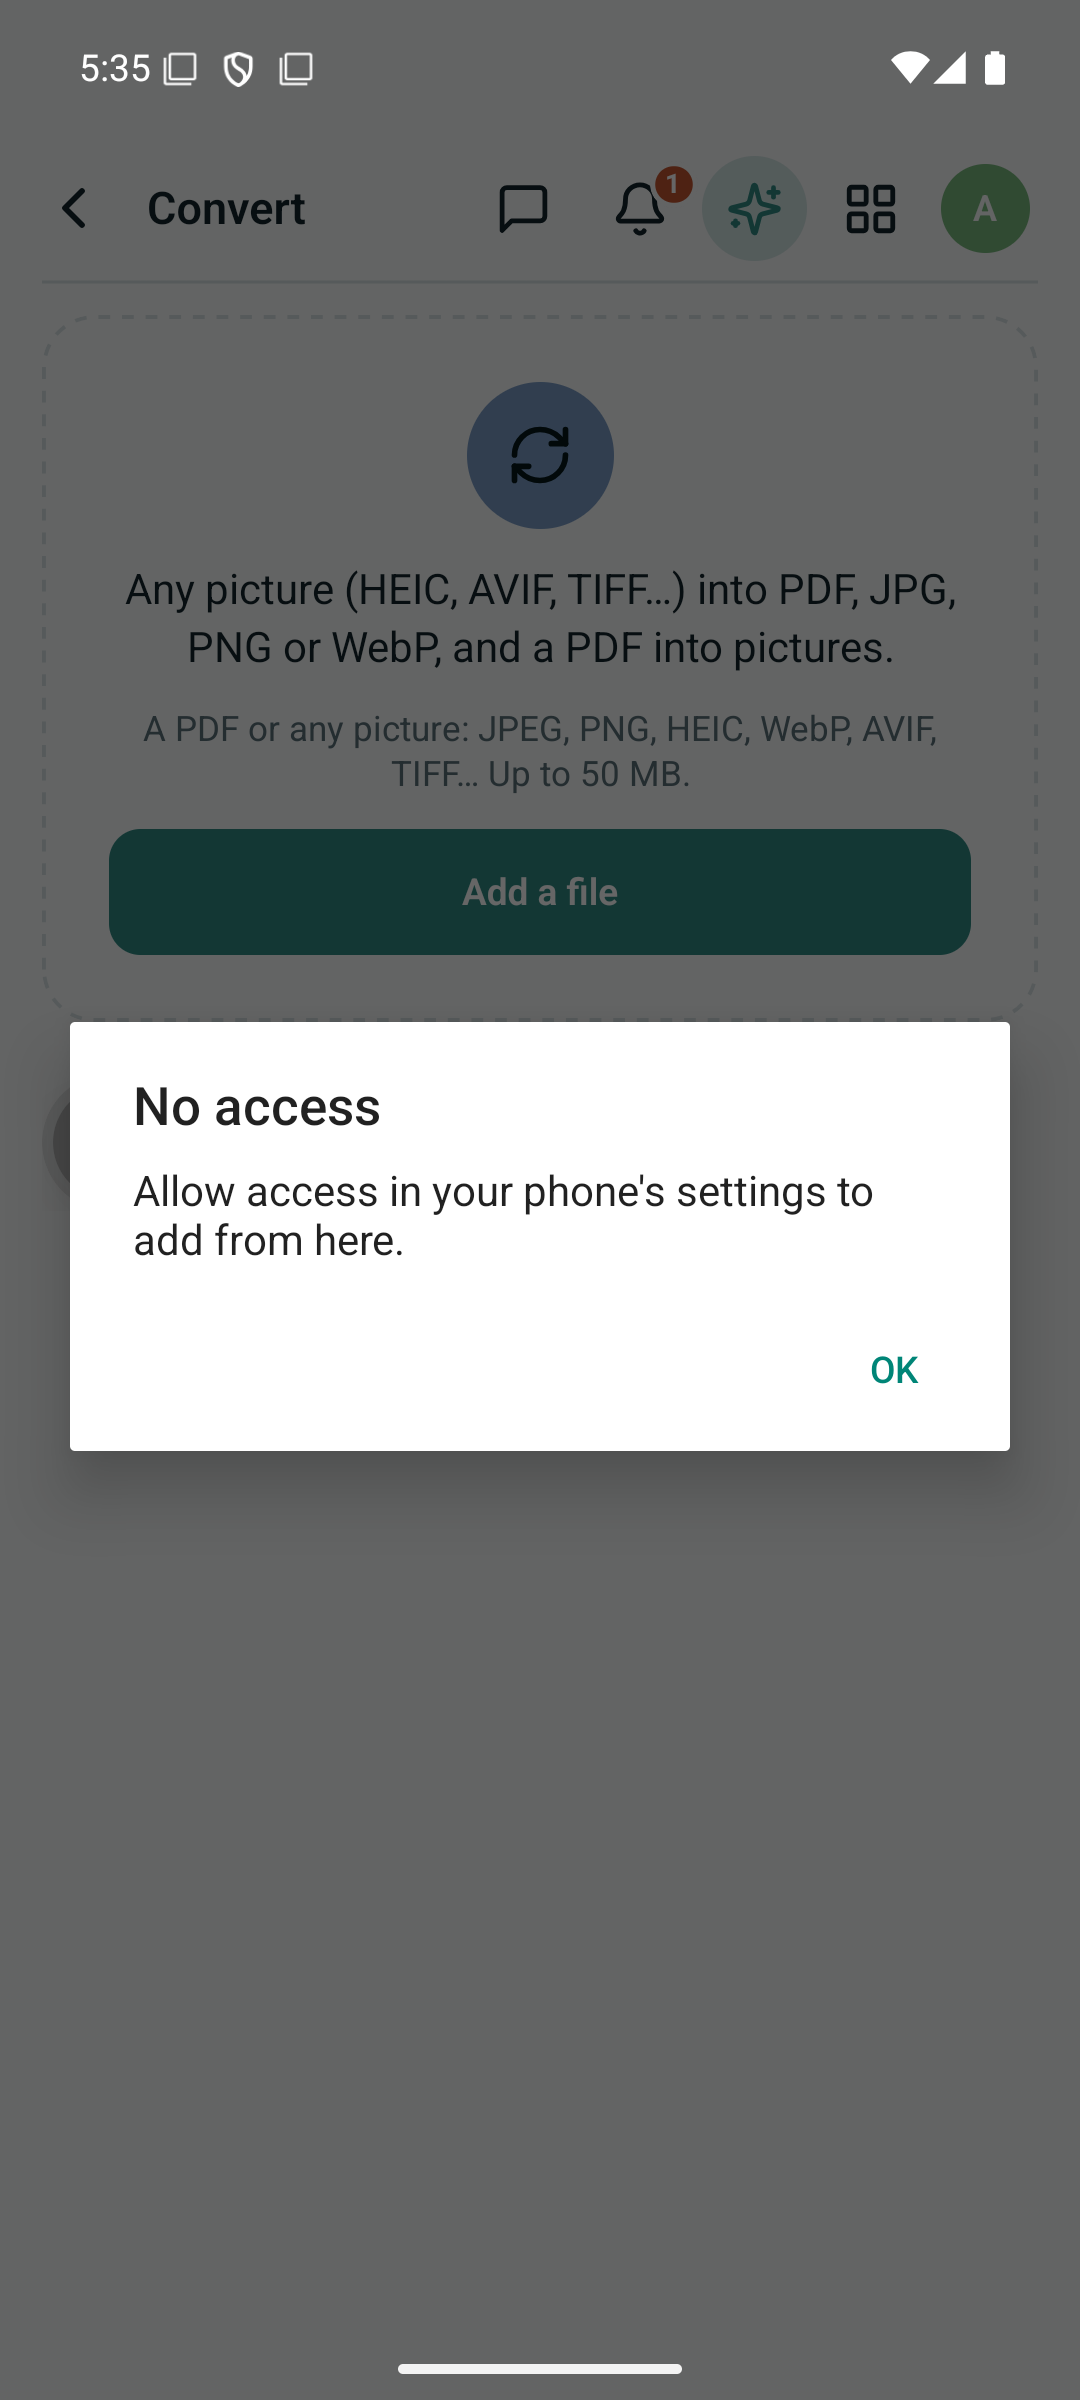 5:35
Convert
1
A
Any picture (HEIC, AVIF, TIFF…) into PDF, JPG,
PNG or WebP, and a PDF into pictures.
A PDF or any picture: JPEG, PNG, HEIC, WebP, AVIF,
TIFF… Up to 50 MB.
Add a file
No access
Allow access in your phone's settings to
add from here.
OK